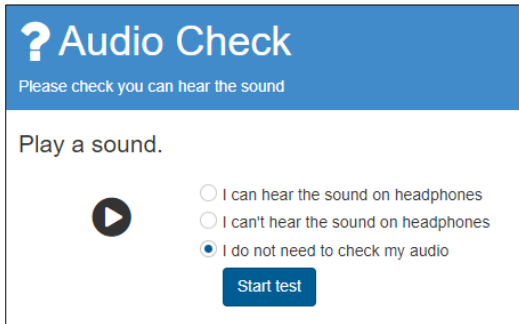 ? Audio Check
Please check you can hear the sound
Play a sound.
I can hear the sound on headphones
I can't hear the sound on headphones
I do not need to check my audio
Start test